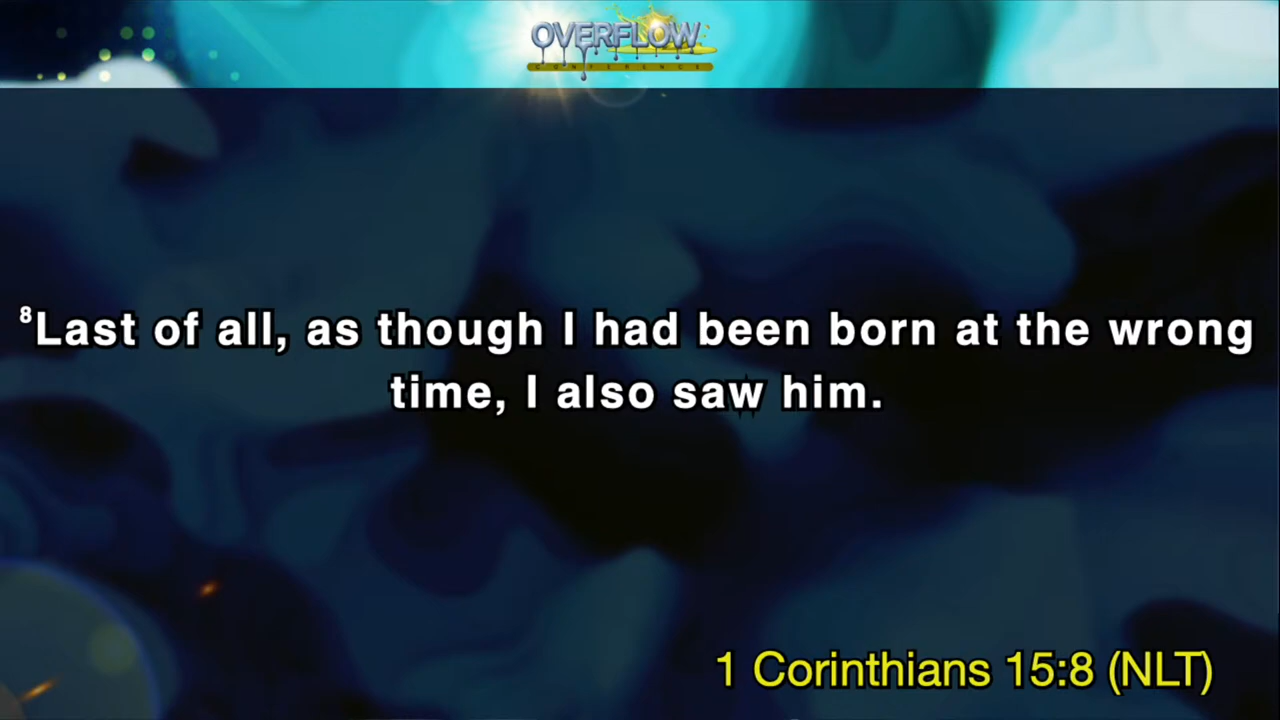 OVERFLOW
CONFERENCE
⁸Last of all, as though I had been born at the wrong
time, I also saw him.
1 Corinthians 15:8 (NLT)